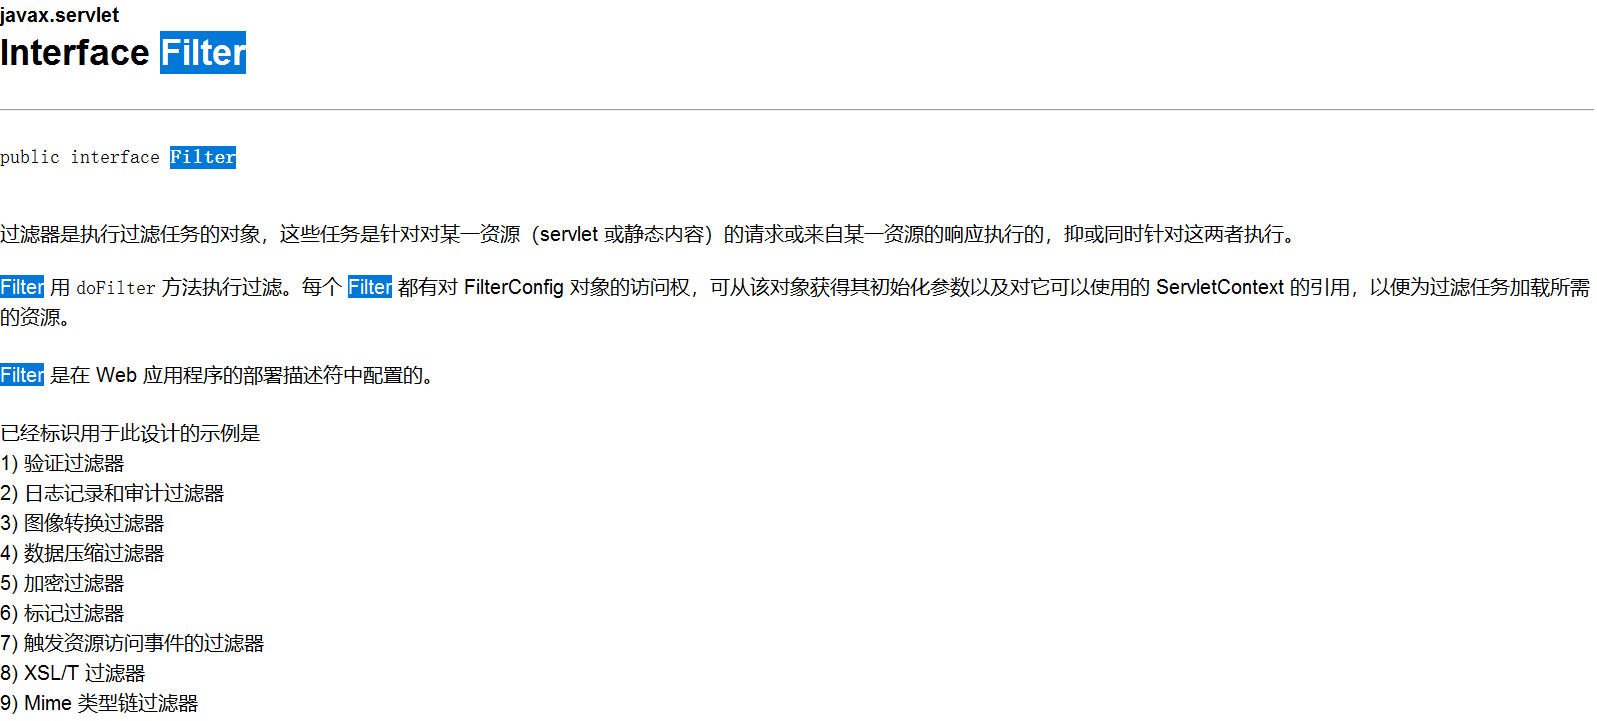 javax.servlet
Interface Filter
public interface Filter
过滤器是执行过滤任务的对象，这些任务是针对对某一资源（servlet 或静态内容）的请求或来自某一资源的响应执行的，抑或同时针对这两者执行。
Filter 用 doFilter 方法执行过滤。每个 Filter 都有对 FilterConfig 对象的访问权，可从该对象获得其初始化参数以及对它可以使用的 ServletContext 的引用，以便为过滤任务加载所需
的资源。
Filter 是在 Web 应用程序的部署描述符中配置的。
已经标识用于此设计的示例是
1) 验证过滤器
2) 日志记录和审计过滤器
3) 图像转换过滤器
4) 数据压缩过滤器
5) 加密过滤器
6) 标记过滤器
7) 触发资源访问事件的过滤器
8) XSL/T 过滤器
9) Mime 类型链过滤器